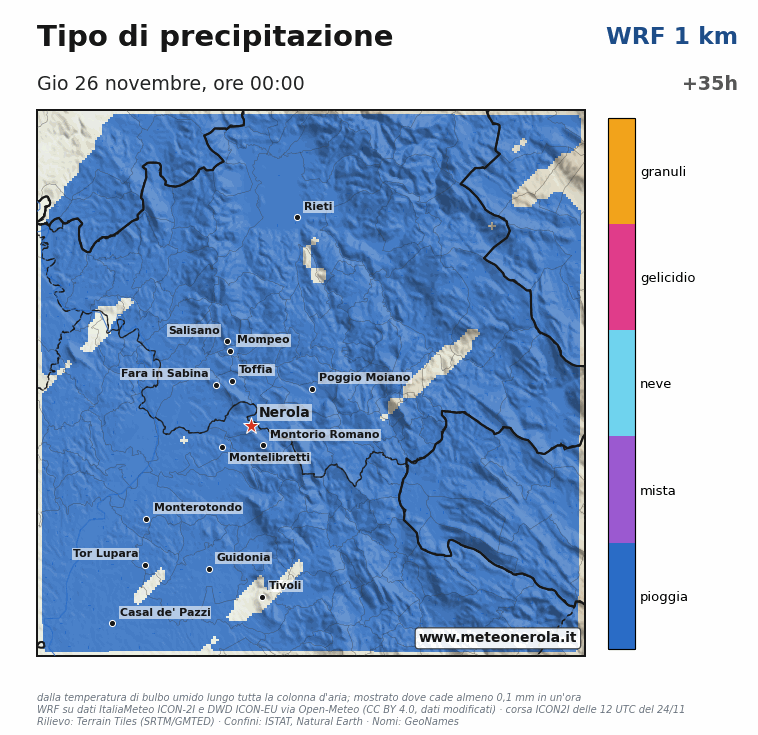 Tipo di precipitazione
WRF 1 km
Gio 26 novembre, ore 00:00
+35h
granuli
gelicidio
neve
mista
pioggia
Rieti
Salisano
Mompeo
Toffia
Fara in Sabina
Poggio Moiano
Nerola
Montorio Romano
Montelibretti
Monterotondo
Tor Lupara
Guidonia
Tivoli
Casal de' Pazzi
www.meteonerola.it
dalla temperatura di bulbo umido lungo tutta la colonna d'aria; mostrato dove cade almeno 0,1 mm in un'ora
WRF su dati ItaliaMeteo ICON-2I e DWD ICON-EU via Open-Meteo (CC BY 4.0, dati modificati) · corsa ICON2I delle 12 UTC del 24/11
Rilievo: Terrain Tiles (SRTM/GMTED) · Confini: ISTAT, Natural Earth · Nomi: GeoNames